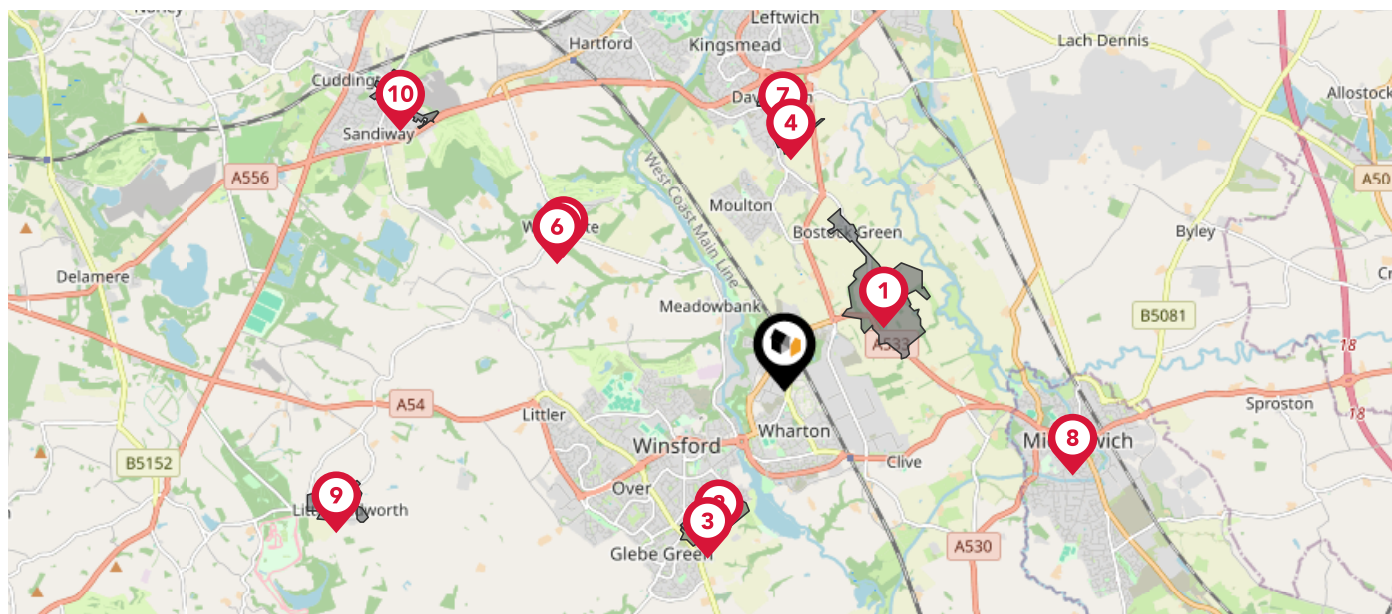 Leftwich
Hartford
Kingsmead
Lach Dennis
Cudding
10
7
Dav
Allostock
4
Sandiway
A556
West Coast Main Line
A50
Moulton
6
Bostock Green
Byley
Delamere
1
Meadowbank
B5081
A533
18
A54
Littler
Sproston
18
Wharton
Winsford
8
B5152
Clive
Over
9
3
Glebe Green
A530